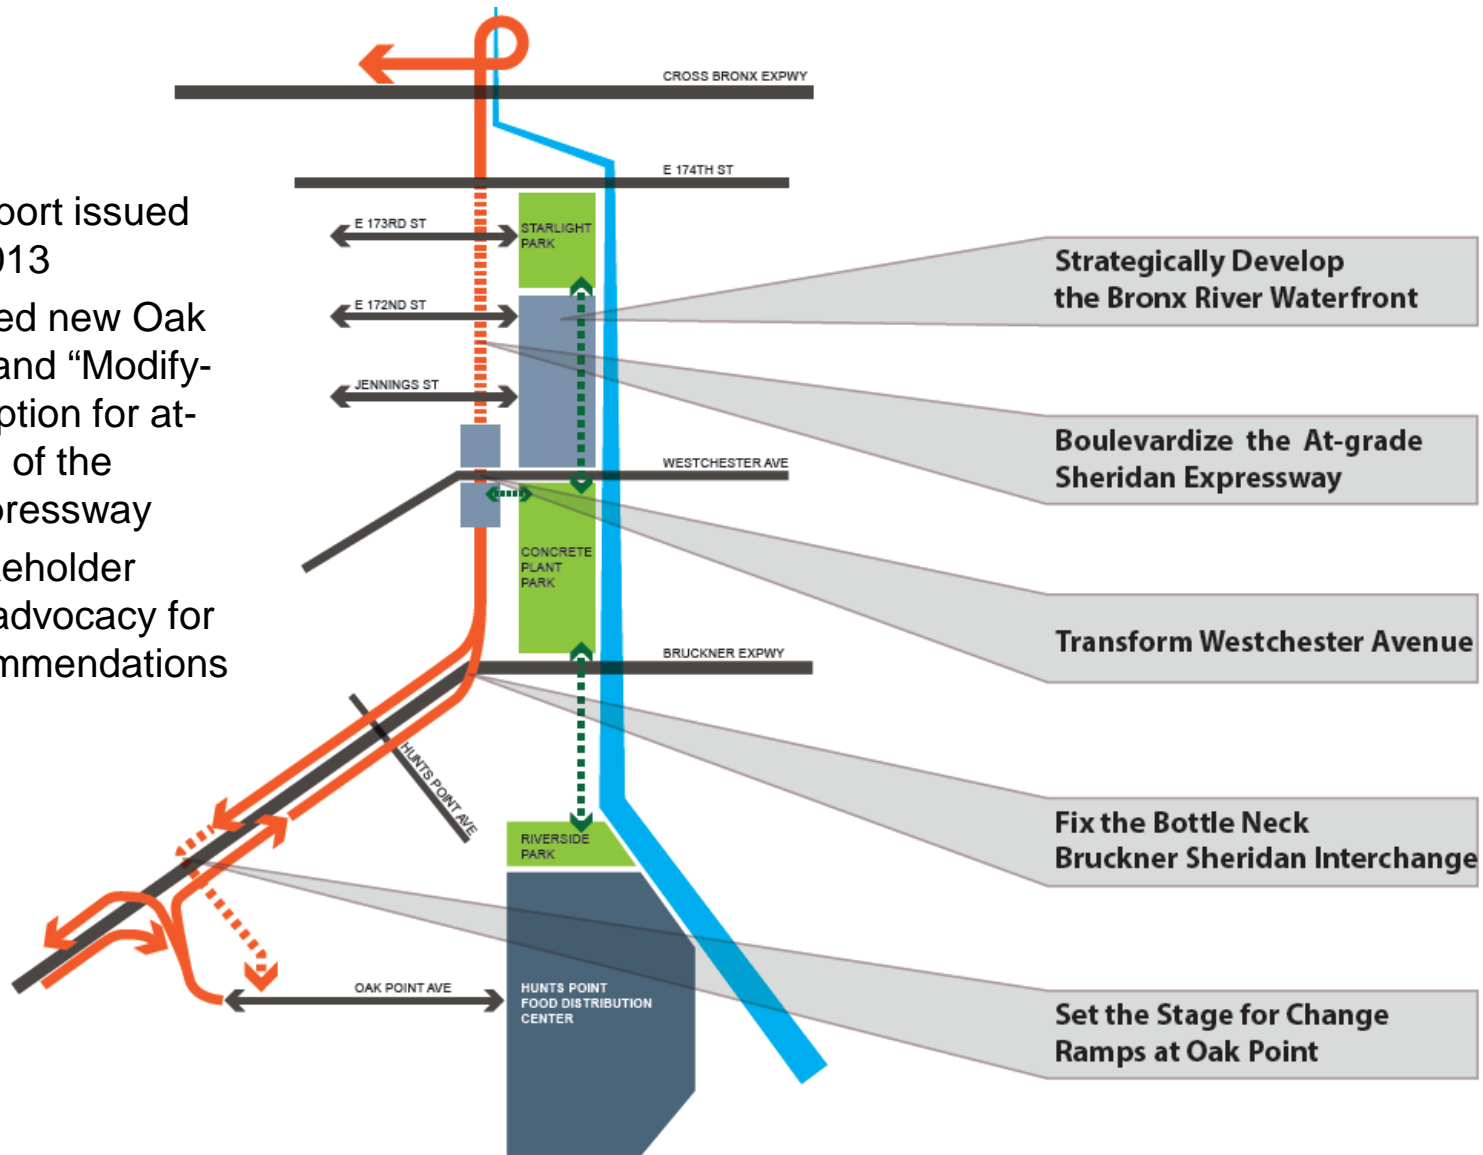 port issued
013
ed new Oak
and “Modify-
ption for at-
of the
pressway
keholder
advocacy for
mmendations
CROSS BRONX EXPWY
E 174TH ST
E 173RD ST
STARLIGHT
PARK
E 172ND ST
JENNINGS ST
WESTCHESTER AVE
CONCRETE
PLANT
PARK
BRUCKNER EXPWY
HUNTS POINT AVE
RIVERSIDE
PARK
OAK POINT AVE
HUNTS POINT
FOOD DISTRIBUTION
CENTER
Strategically Develop
the Bronx River Waterfront
Boulevardize the At-grade
Sheridan Expressway
Transform Westchester Avenue
Fix the Bottle Neck
Bruckner Sheridan Interchange
Set the Stage for Change
Ramps at Oak Point